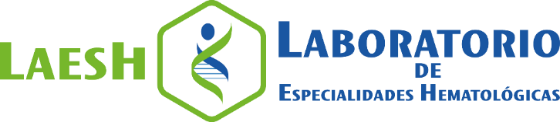 LAESH
LABORATORIO
DE
ESPECIALIDADES HEMATOLÓGICAS